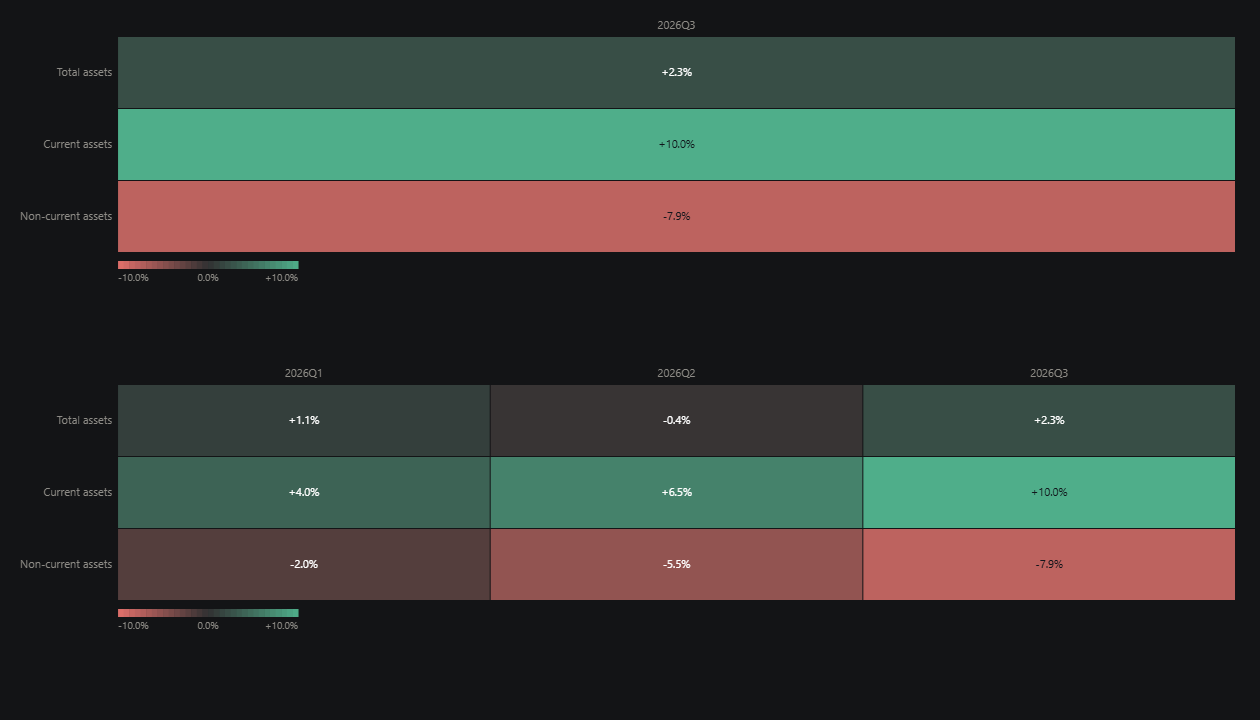 2026Q3
Total assets +2.3%
Current assets +10.0%
Non-current assets -7.9%
-10.0% 0.0% +10.0%
2026Q1 2026Q2 2026Q3
Total assets +1.1% -0.4% +2.3%
Current assets +4.0% +6.5% +10.0%
Non-current assets -2.0% -5.5% -7.9%
-10.0% 0.0% +10.0%